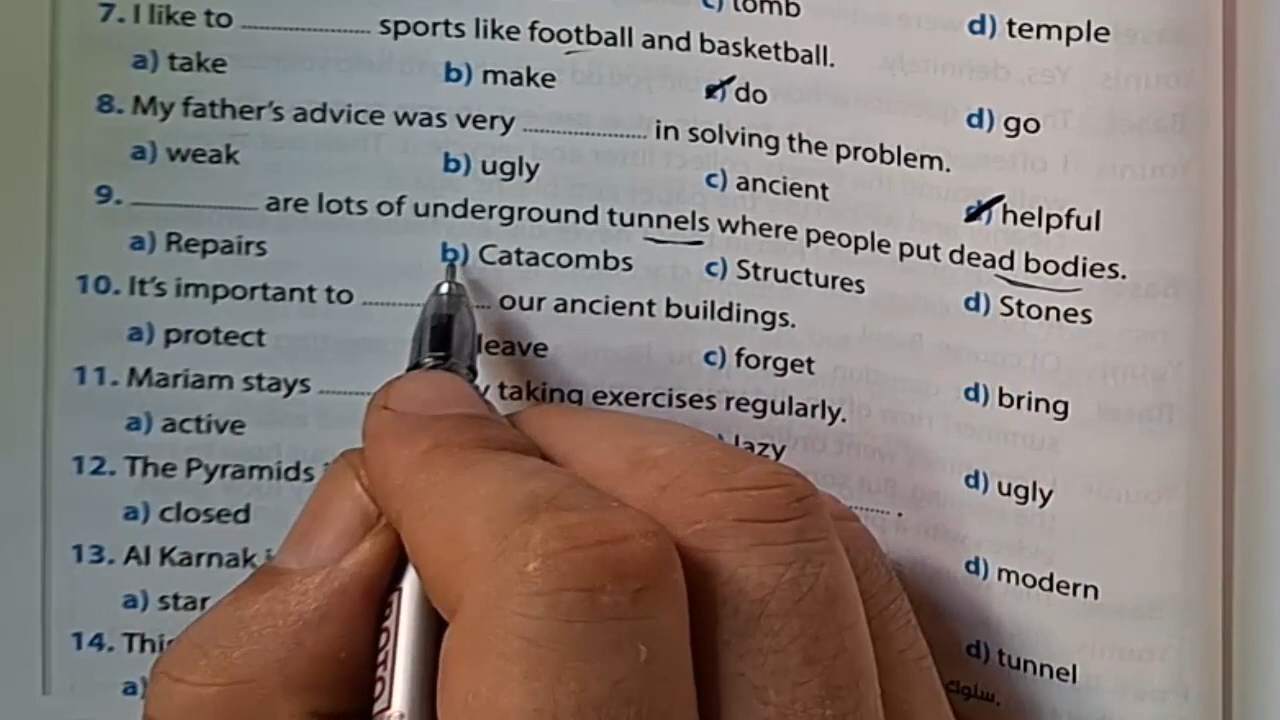 c) tomb
d) temple
7. I like to .................. sports like football and basketball.
a) take b) make c) do d) go
8. My father's advice was very .................. in solving the problem.
a) weak b) ugly c) ancient d) helpful
9. .................. are lots of underground tunnels where people put dead bodies.
a) Repairs b) Catacombs c) Structures d) Stones
10. It's important to .................. our ancient buildings.
a) protect leave c) forget d) bring
11. Mariam stays .......... taking exercises regularly.
a) active lazy d) ugly
12. The Pyramids .......... .
a) closed d) modern
13. Al Karnak
a) star d) tunnel
14.
a)
سلوك.